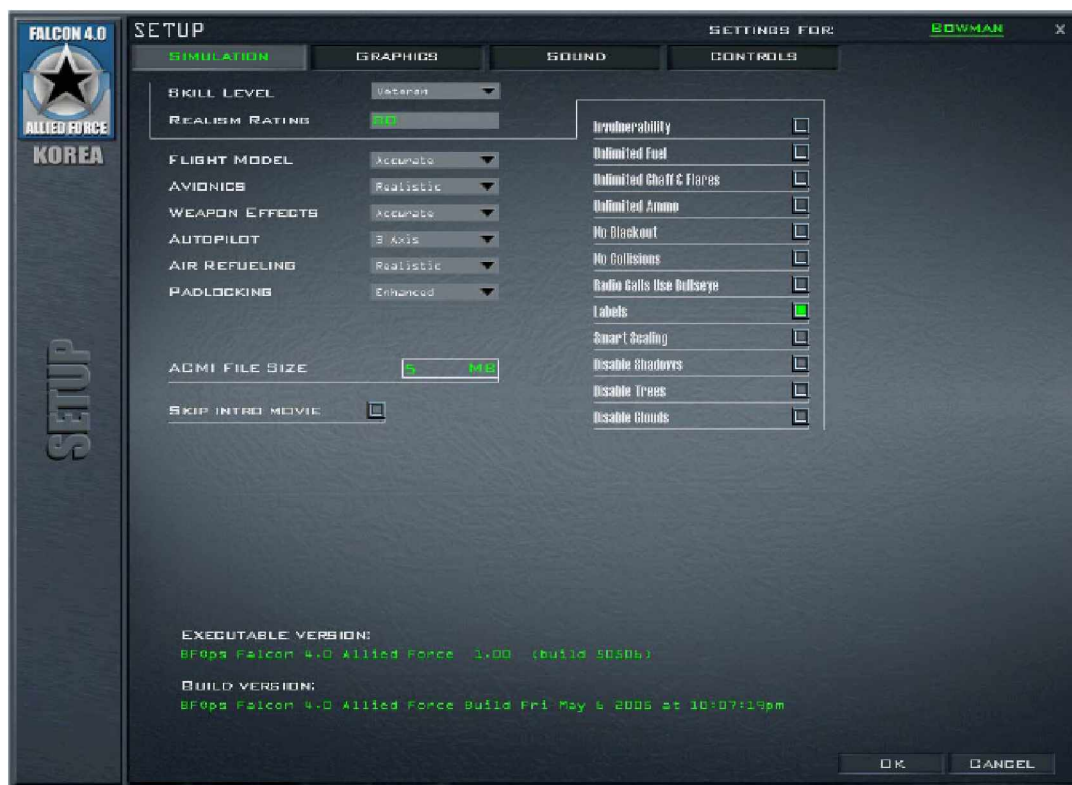 FALCON 4.0
ALLIED FORCE
KOREA
SETUP
SETUP
SETTINGS FOR:
BOWMAN
X
SIMULATION
GRAPHICS
SOUND
CONTROLS
SKILL LEVEL
Veteran
REALISM RATING
FLIGHT MODEL
Accurate
AVIONICS
Realistic
WEAPON EFFECTS
Accurate
AUTOPILOT
3 Axis
AIR REFUELING
Realistic
PADLOCKING
Enhanced
ACMI FILE SIZE
5 MB
SKIP INTRO MOVIE
Invulnerability
Unlimited Fuel
Unlimited Chaff & Flares
Unlimited Ammo
No Blackout
No Collisions
Radio Calls Use Bullseye
Labels
Smart Scaling
Disable Shadows
Disable Trees
Disable Clouds
EXECUTABLE VERSION:
BFOps Falcon 4.0 Allied Force 1.00 (build 50506)
BUILD VERSION:
BFOps Falcon 4.0 Allied Force Build Fri May 6 2005 at 10:07:19pm
OK
CANCEL